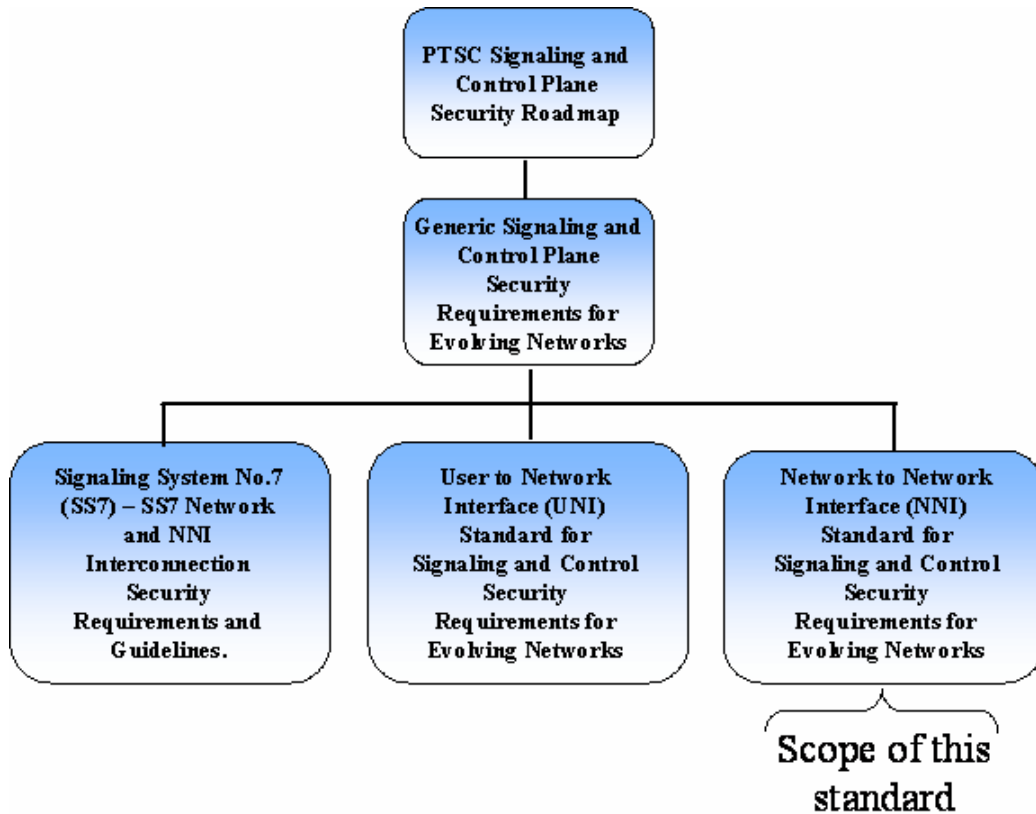 PTSC Signaling and
Control Plane
Security Roadmap
Generic Signaling and
Control Plane
Security
Requirements for
Evolving Networks
Signaling System No.7
(SS7) – SS7 Network
and NNI
Interconnection
Security
Requirements and
Guidelines.
User to Network
Interface (UNI)
Standard for
Signaling and Control
Security
Requirements for
Evolving Networks
Network to Network
Interface (NNI)
Standard for
Signaling and Control
Security
Requirements for
Evolving Networks
Scope of this
standard